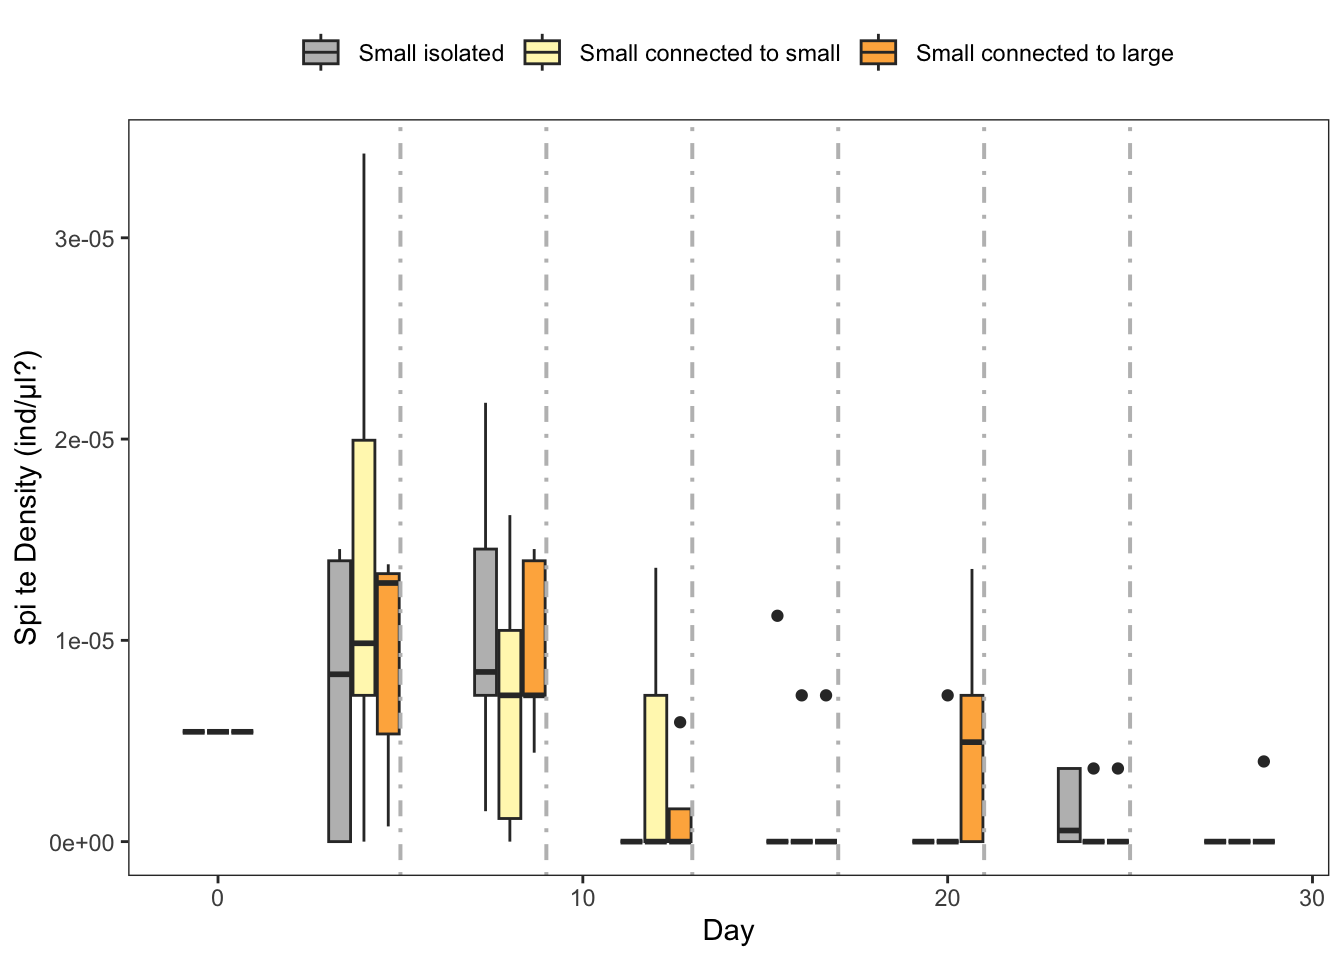 Small isolated Small connected to small Small connected to large
3e-05
2e-05
1e-05
0e+00
Spi te Density (ind/µl?)
0 10 20 30
Day